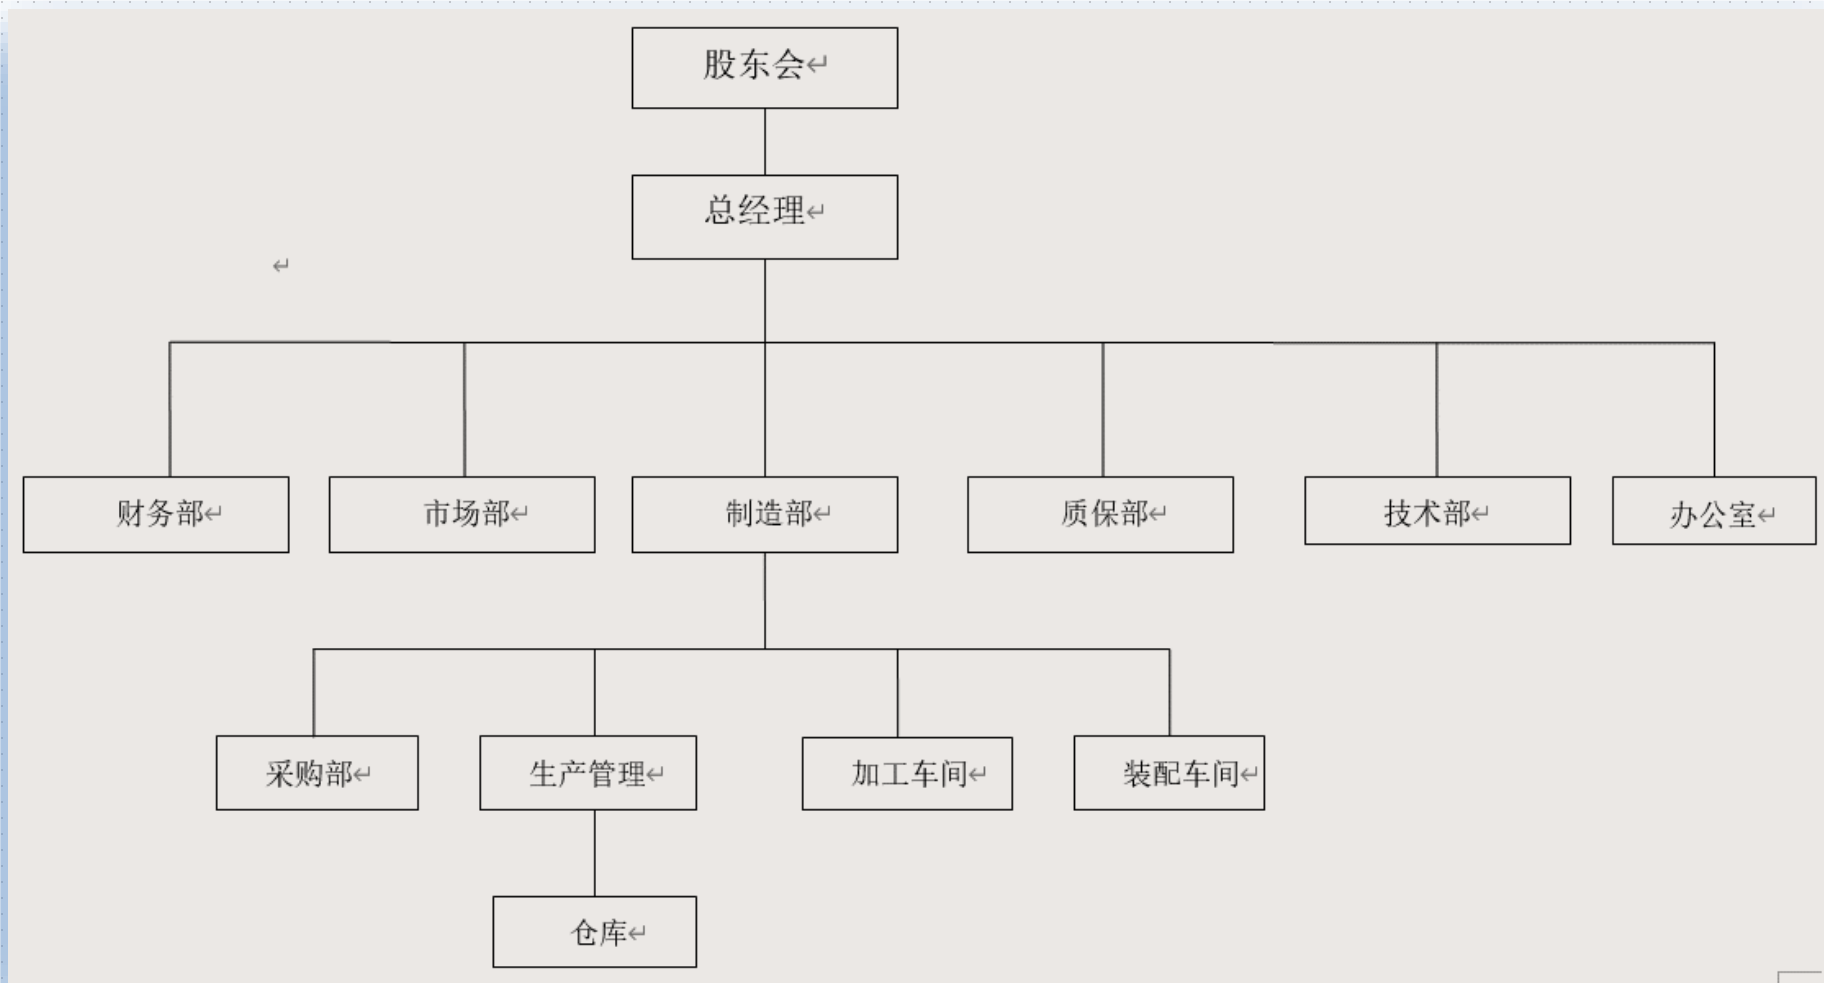 股东会
总经理
财务部
市场部
制造部
质保部
技术部
办公室
采购部
生产管理
加工车间
装配车间
仓库